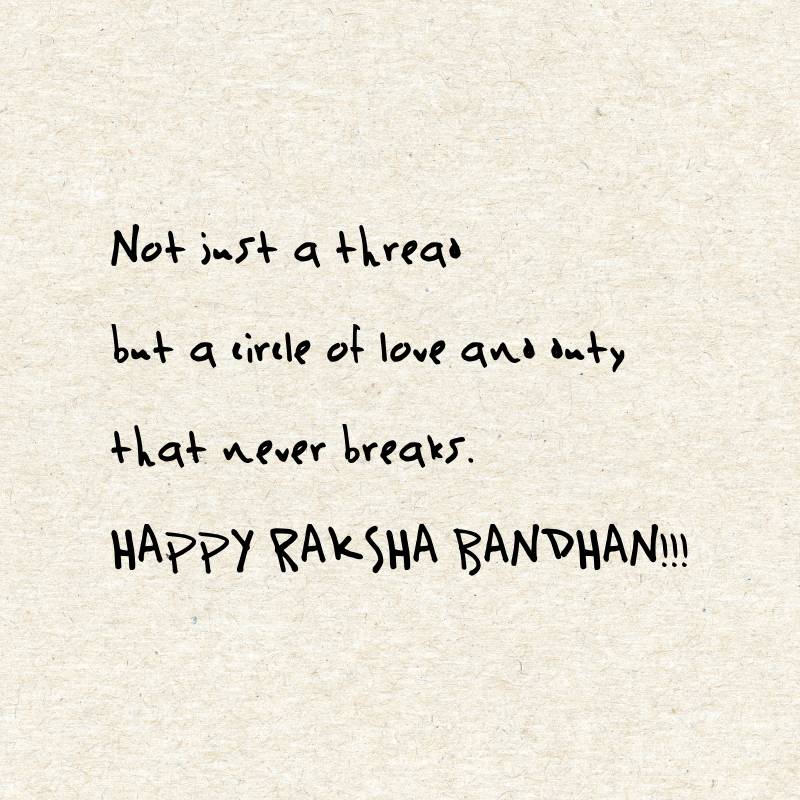 Not just a thread
but a circle of love and duty
that never breaks.
HAPPY RAKSHA BANDHAN!!!